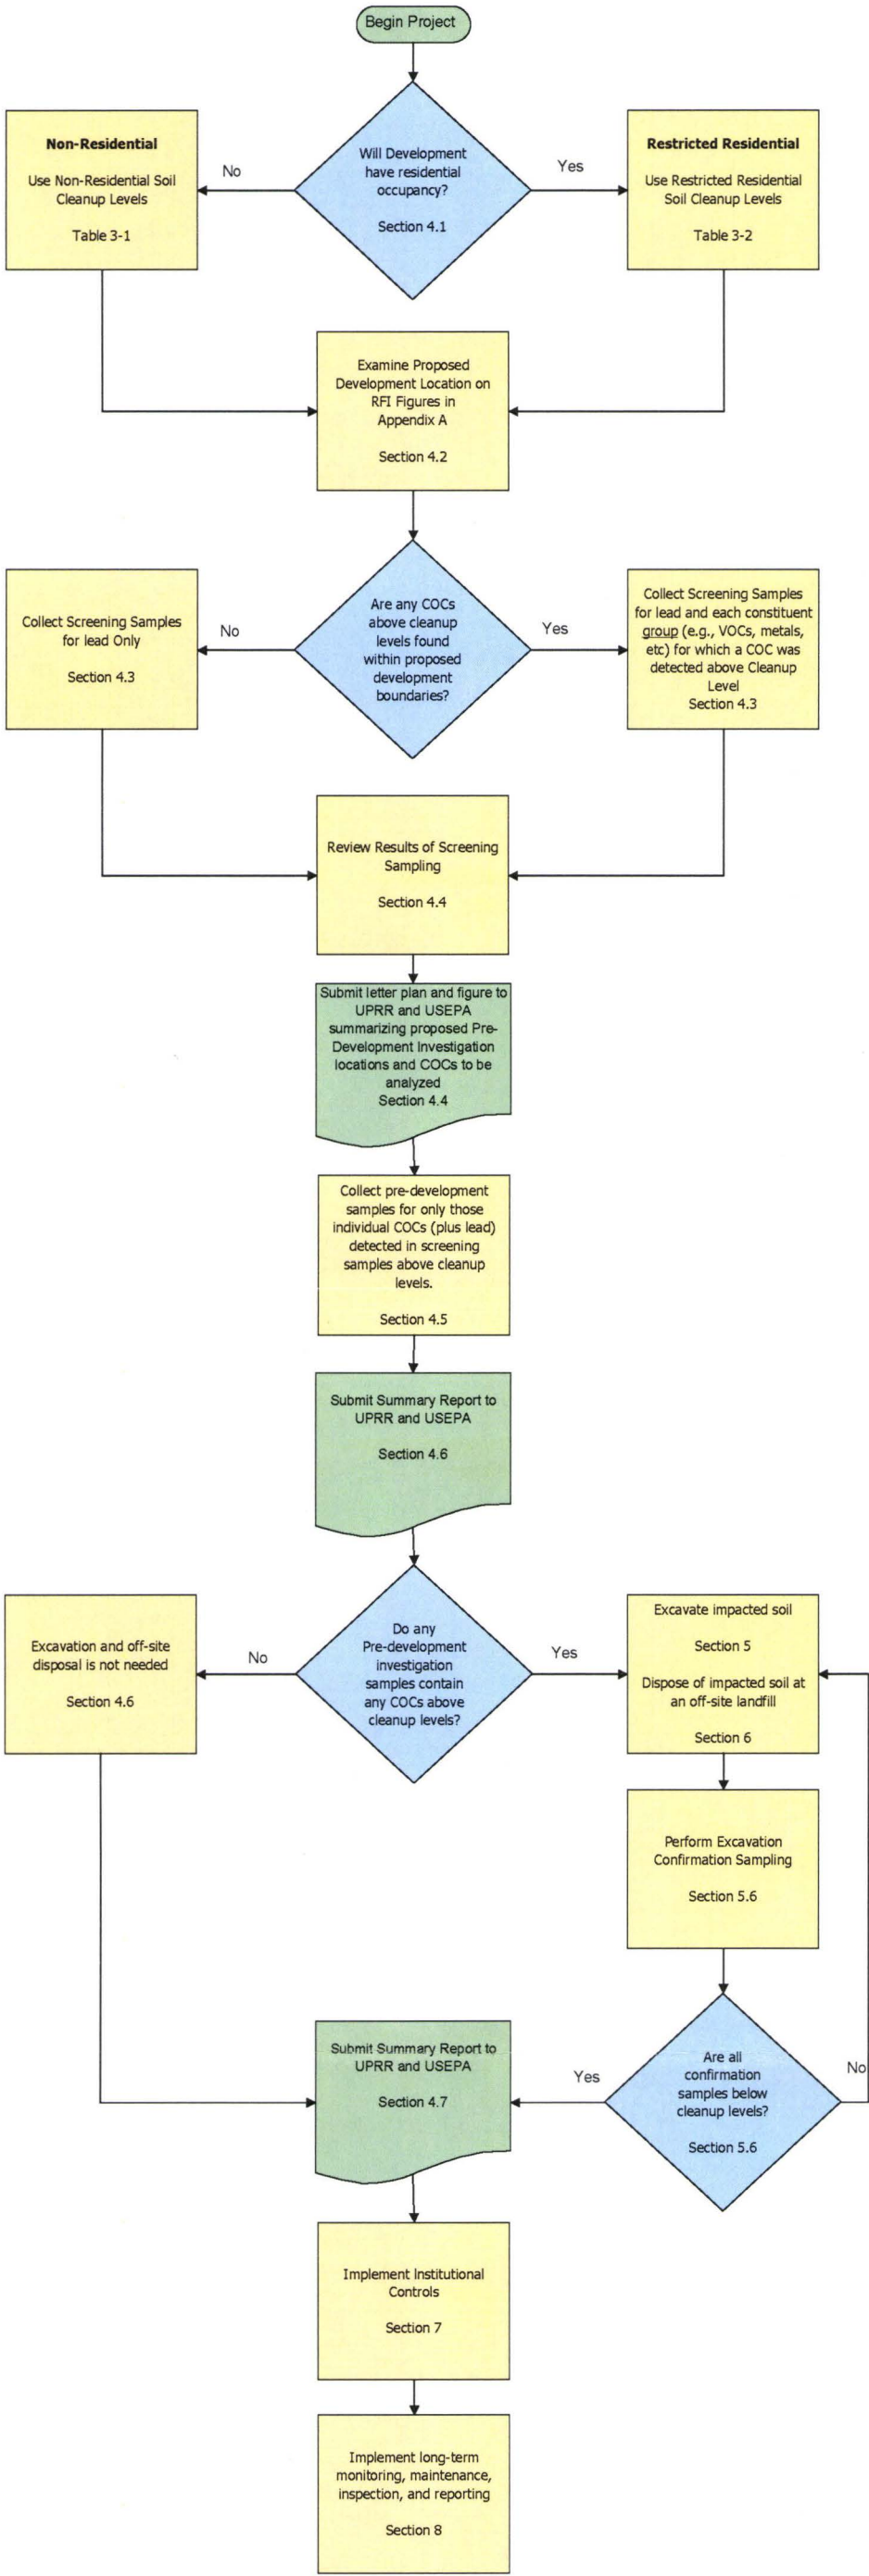 Begin Project
Will Development
have residential
occupancy?
Section 4.1
No
Yes
Non-Residential
Use Non-Residential Soil
Cleanup Levels
Table 3-1
Restricted Residential
Use Restricted Residential
Soil Cleanup Levels
Table 3-2
Examine Proposed
Development Location on
RFI Figures in
Appendix A
Section 4.2
Are any COCs
above cleanup
levels found
within proposed
development
boundaries?
No
Yes
Collect Screening Samples
for lead Only
Section 4.3
Collect Screening Samples
for lead and each constituent
group (e.g., VOCs, metals,
etc) for which a COC was
detected above Cleanup
Level
Section 4.3
Review Results of Screening
Sampling
Section 4.4
Submit letter plan and figure to
UPRR and USEPA
summarizing proposed Pre-
Development Investigation
locations and COCs to be
analyzed
Section 4.4
Collect pre-development
samples for only those
individual COCs (plus lead)
detected in screening
samples above cleanup
levels.
Section 4.5
Submit Summary Report to
UPRR and USEPA
Section 4.6
Do any
Pre-development
investigation
samples contain
any COCs above
cleanup levels?
No
Yes
Excavation and off-site
disposal is not needed
Section 4.6
Excavate impacted soil
Section 5
Dispose of impacted soil at
an off-site landfill
Section 6
Perform Excavation
Confirmation Sampling
Section 5.6
Are all
confirmation
samples below
cleanup levels?
Section 5.6
No
Yes
Submit Summary Report to
UPRR and USEPA
Section 4.7
Implement Institutional
Controls
Section 7
Implement long-term
monitoring, maintenance,
inspection, and reporting
Section 8